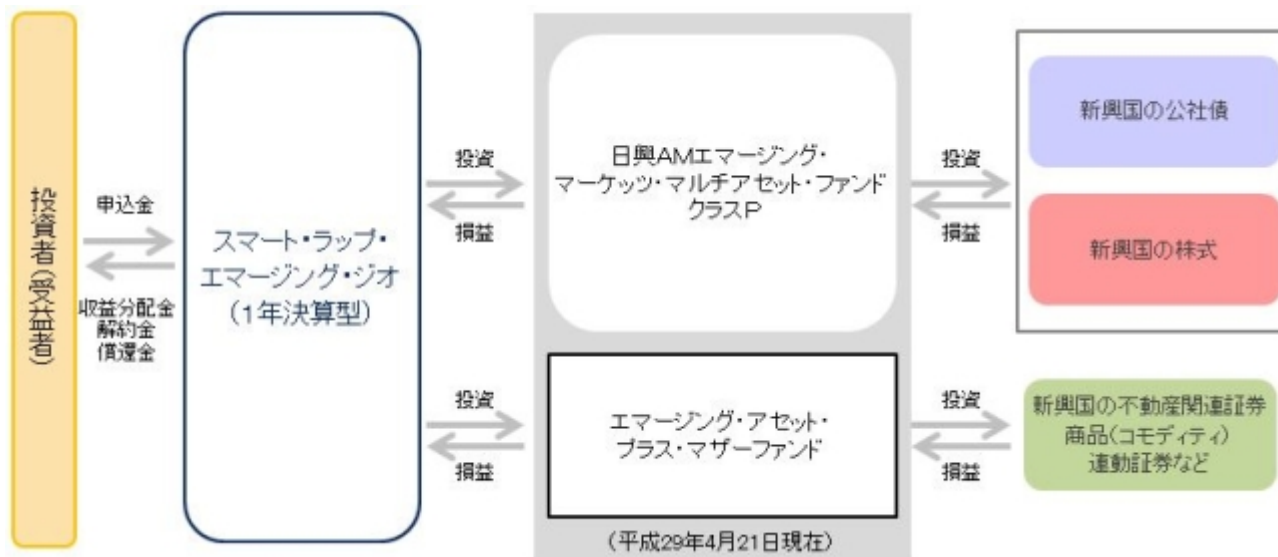 投資者(受益者)
申込金
収益分配金
解約金
償還金
スマート・ラップ・
エマージング・ジオ
(1年決算型)
投資
損益
投資
損益
日興AMエマージング・
マーケッツ・マルチアセット・ファンド
クラスP
エマージング・アセット・
プラス・マザーファンド
(平成29年4月21日現在)
投資
損益
投資
損益
新興国の公社債
新興国の株式
新興国の不動産関連証券
商品(コモディティ)
連動証券など